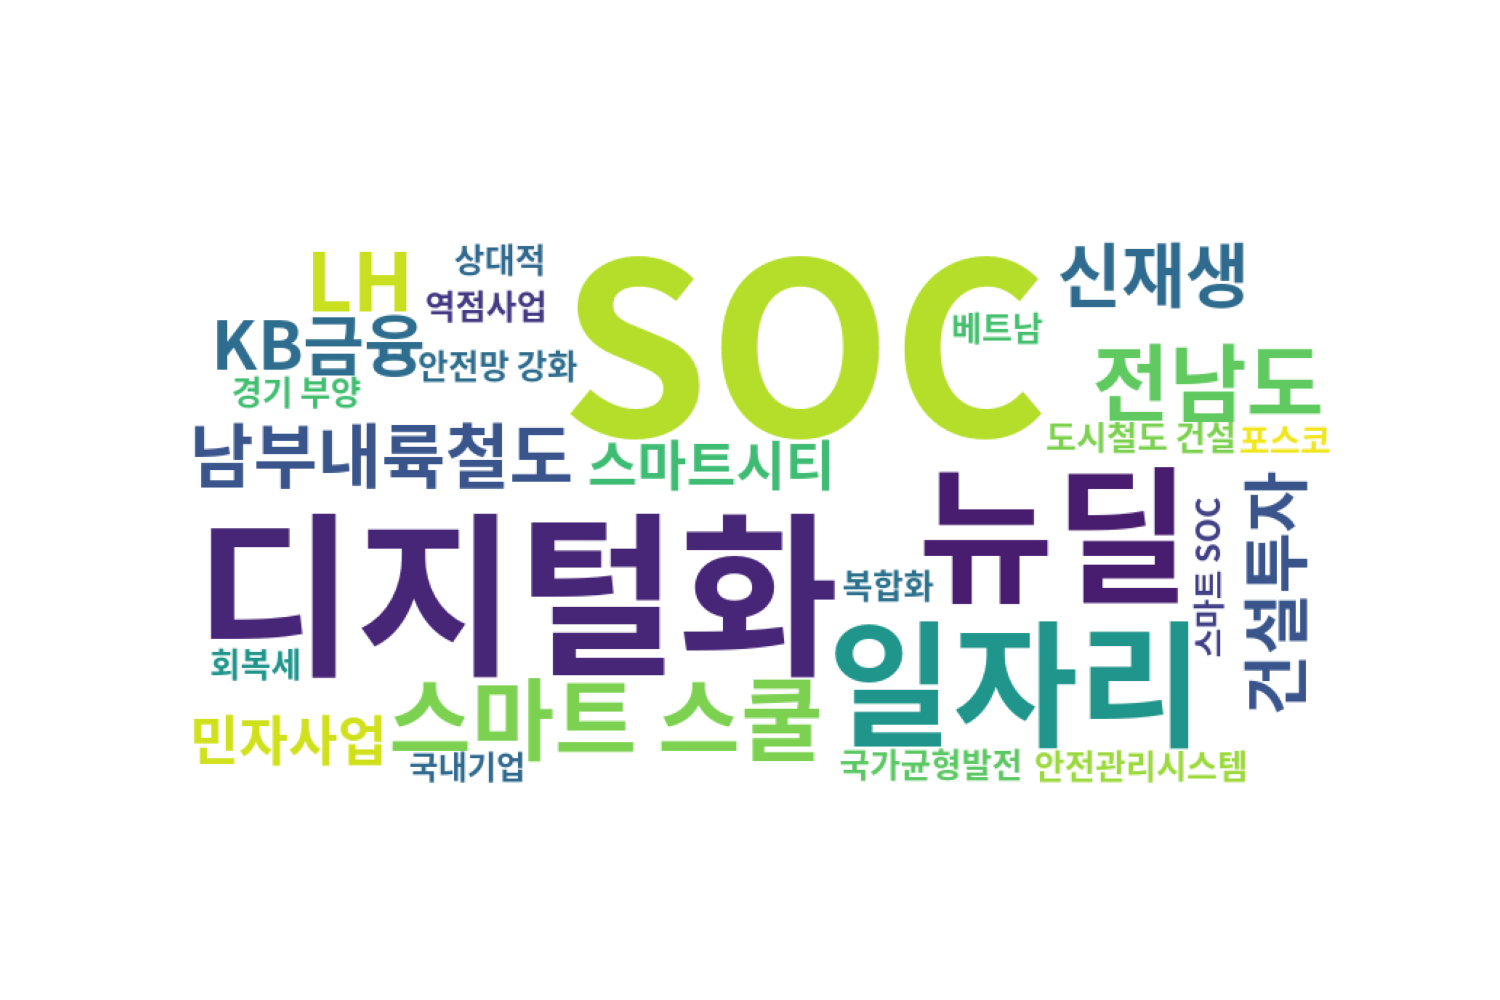 LH
상대적
SOC
신재생
역점사업
KB금융
베트남
안전망 강화
전남도
경기 부양
남부내륙철도
스마트시티
도시철도 건설
포스코
디지털화
뉴딜
스마트 SOC
건설투자
복합화
일자리
회복세
스마트 스쿨
민자사업
국내기업
국가균형발전
안전관리시스템